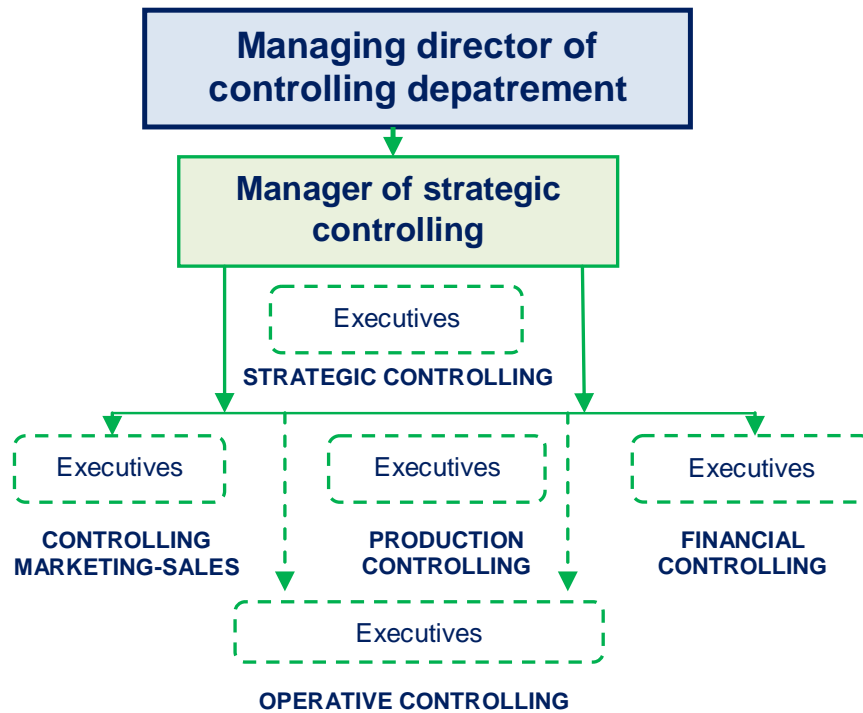 Managing director of
controlling depatrement
Manager of strategic
controlling
Executives
STRATEGIC CONTROLLING
Executives
CONTROLLING
MARKETING-SALES
Executives
PRODUCTION
CONTROLLING
Executives
FINANCIAL
CONTROLLING
Executives
OPERATIVE CONTROLLING